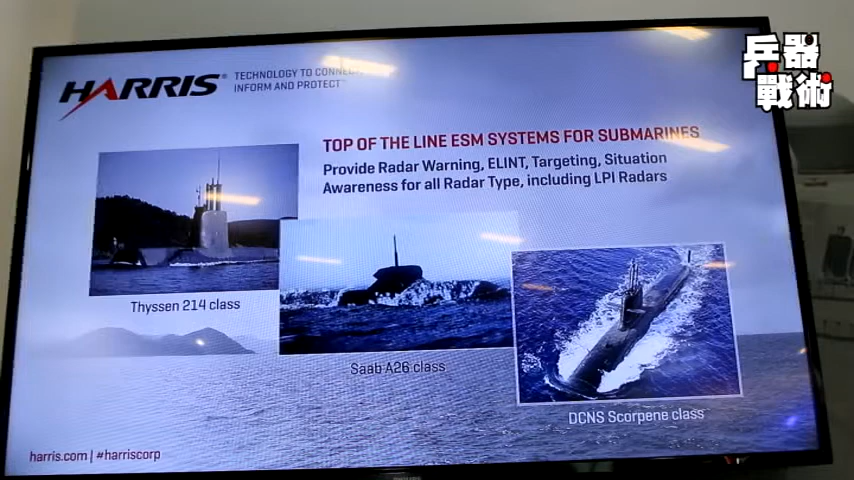 HARRIS®
TECHNOLOGY TO CONNECT,
INFORM AND PROTECT™
兵器
戰術
TOP OF THE LINE ESM SYSTEMS FOR SUBMARINES
Provide Radar Warning, ELINT, Targeting, Situation
Awareness for all Radar Type, including LPI Radars
Thyssen 214 class
Saab A26 class
DCNS Scorpene class
harris.com | #harriscorp